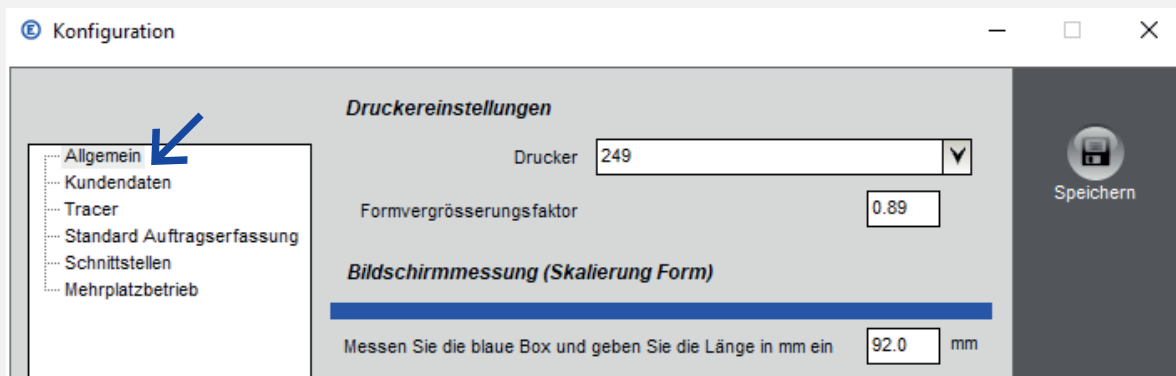 Konfiguration
Allgemein
Kundendaten
Tracer
Standard Auftragserfassung
Schnittstellen
Mehrplatzbetrieb
Druckereinstellungen
Drucker 249
Formvergrösserungsfaktor 0.89
Bildschirmmessung (Skalierung Form)
Messen Sie die blaue Box und geben Sie die Länge in mm ein 92.0 mm
Speichern